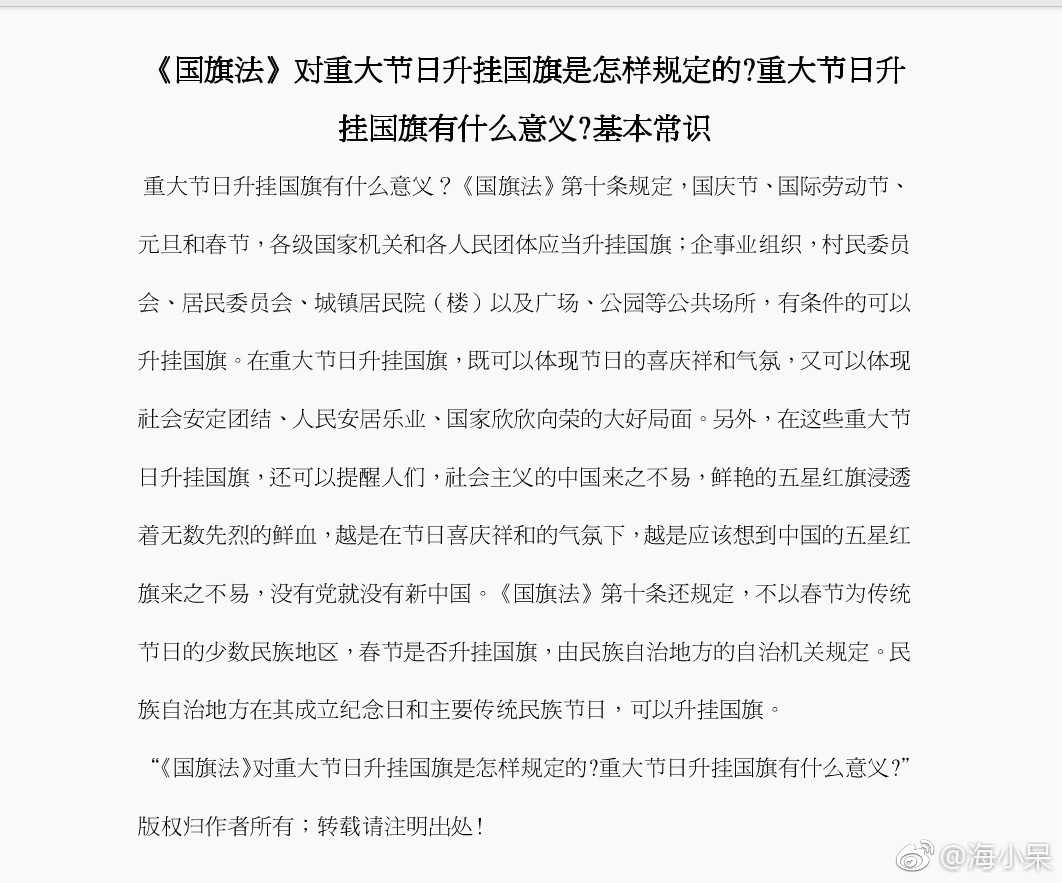 《国旗法》对重大节日升挂国旗是怎样规定的?重大节日升
挂国旗有什么意义?基本常识
重大节日升挂国旗有什么意义？《国旗法》第十条规定，国庆节、国际劳动节、
元旦和春节，各级国家机关和各人民团体应当升挂国旗；企事业组织，村民委员
会、居民委员会、城镇居民院（楼）以及广场、公园等公共场所，有条件的可以
升挂国旗。在重大节日升挂国旗，既可以体现节日的喜庆祥和气氛，又可以体现
社会安定团结、人民安居乐业、国家欣欣向荣的大好局面。另外，在这些重大节
日升挂国旗，还可以提醒人们，社会主义的中国来之不易，鲜艳的五星红旗浸透
着无数先烈的鲜血，越是在节日喜庆祥和的气氛下，越是应该想到中国的五星红
旗来之不易，没有党就没有新中国。《国旗法》第十条还规定，不以春节为传统
节日的少数民族地区，春节是否升挂国旗，由民族自治地方的自治机关规定。民
族自治地方在其成立纪念日和主要传统民族节日，可以升挂国旗。
“《国旗法》对重大节日升挂国旗是怎样规定的?重大节日升挂国旗有什么意义?”
版权归作者所有；转载请注明出处!
@海小呆